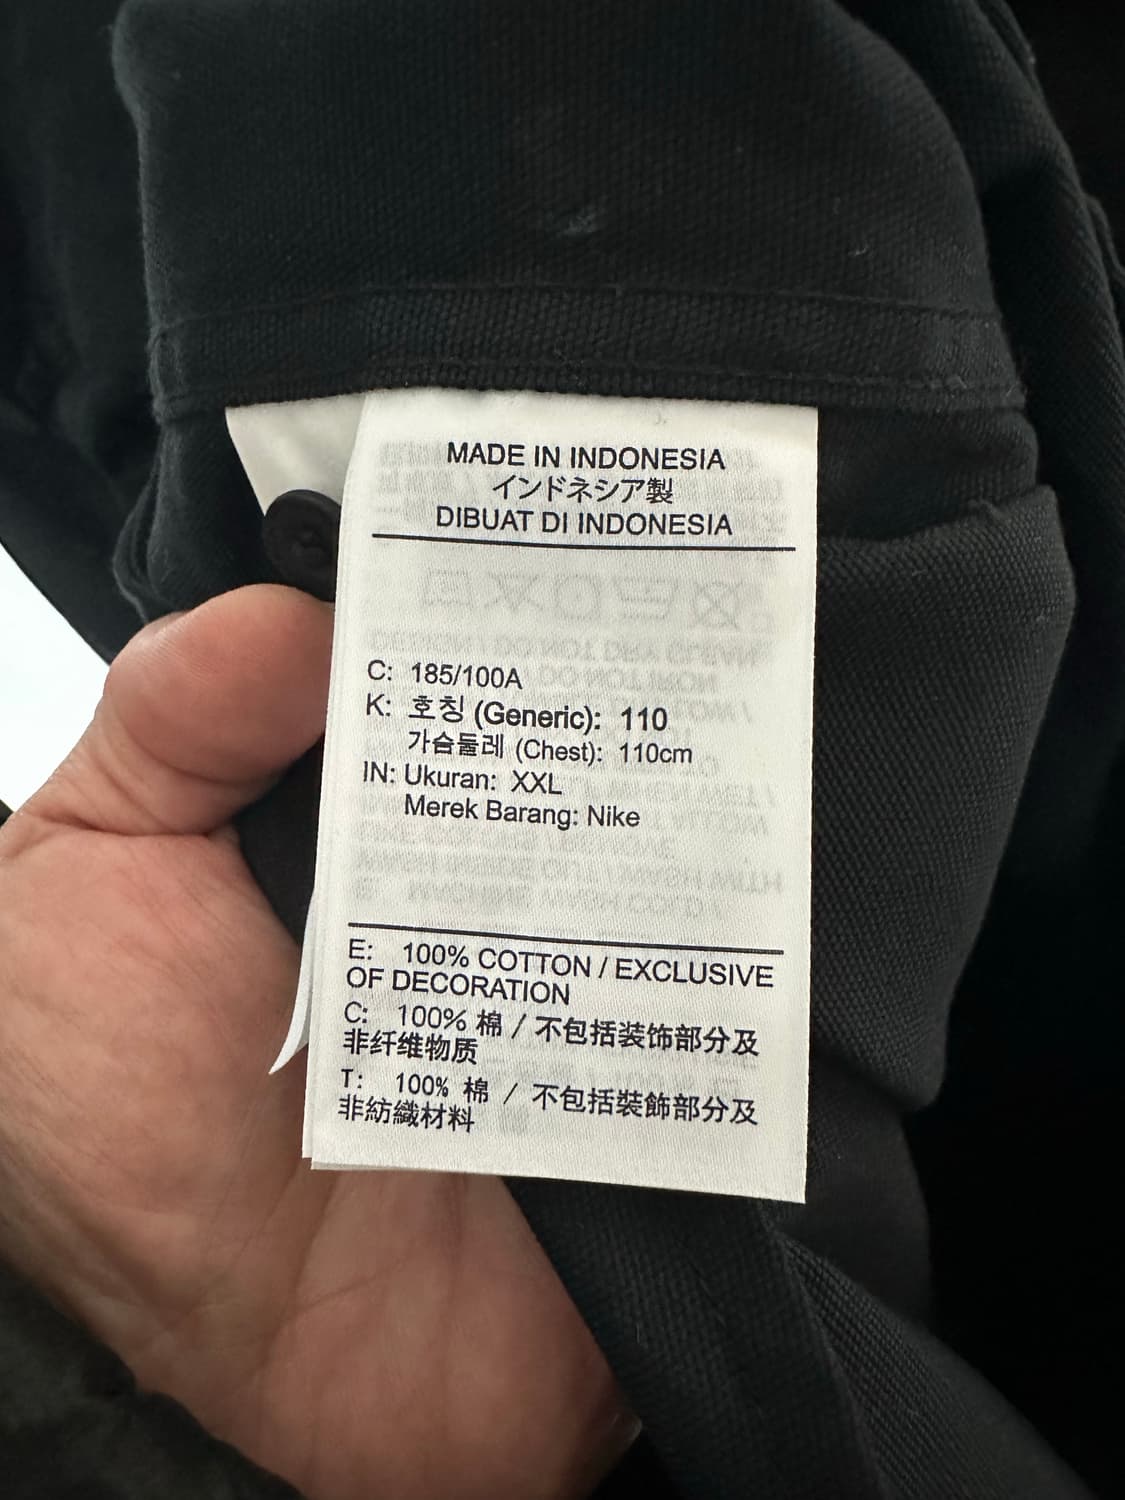 MADE IN INDONESIA
インドネシア製
DIBUAT DI INDONESIA
C: 185/100A
K: 호칭 (Generic): 110
가슴둘레 (Chest): 110cm
IN: Ukuran: XXL
Merek Barang: Nike
E: 100% COTTON / EXCLUSIVE
OF DECORATION
C: 100% 棉 / 不包括装饰部分及
非纤维物质
T: 100% 棉 / 不包括裝飾部分及
非紡織材料